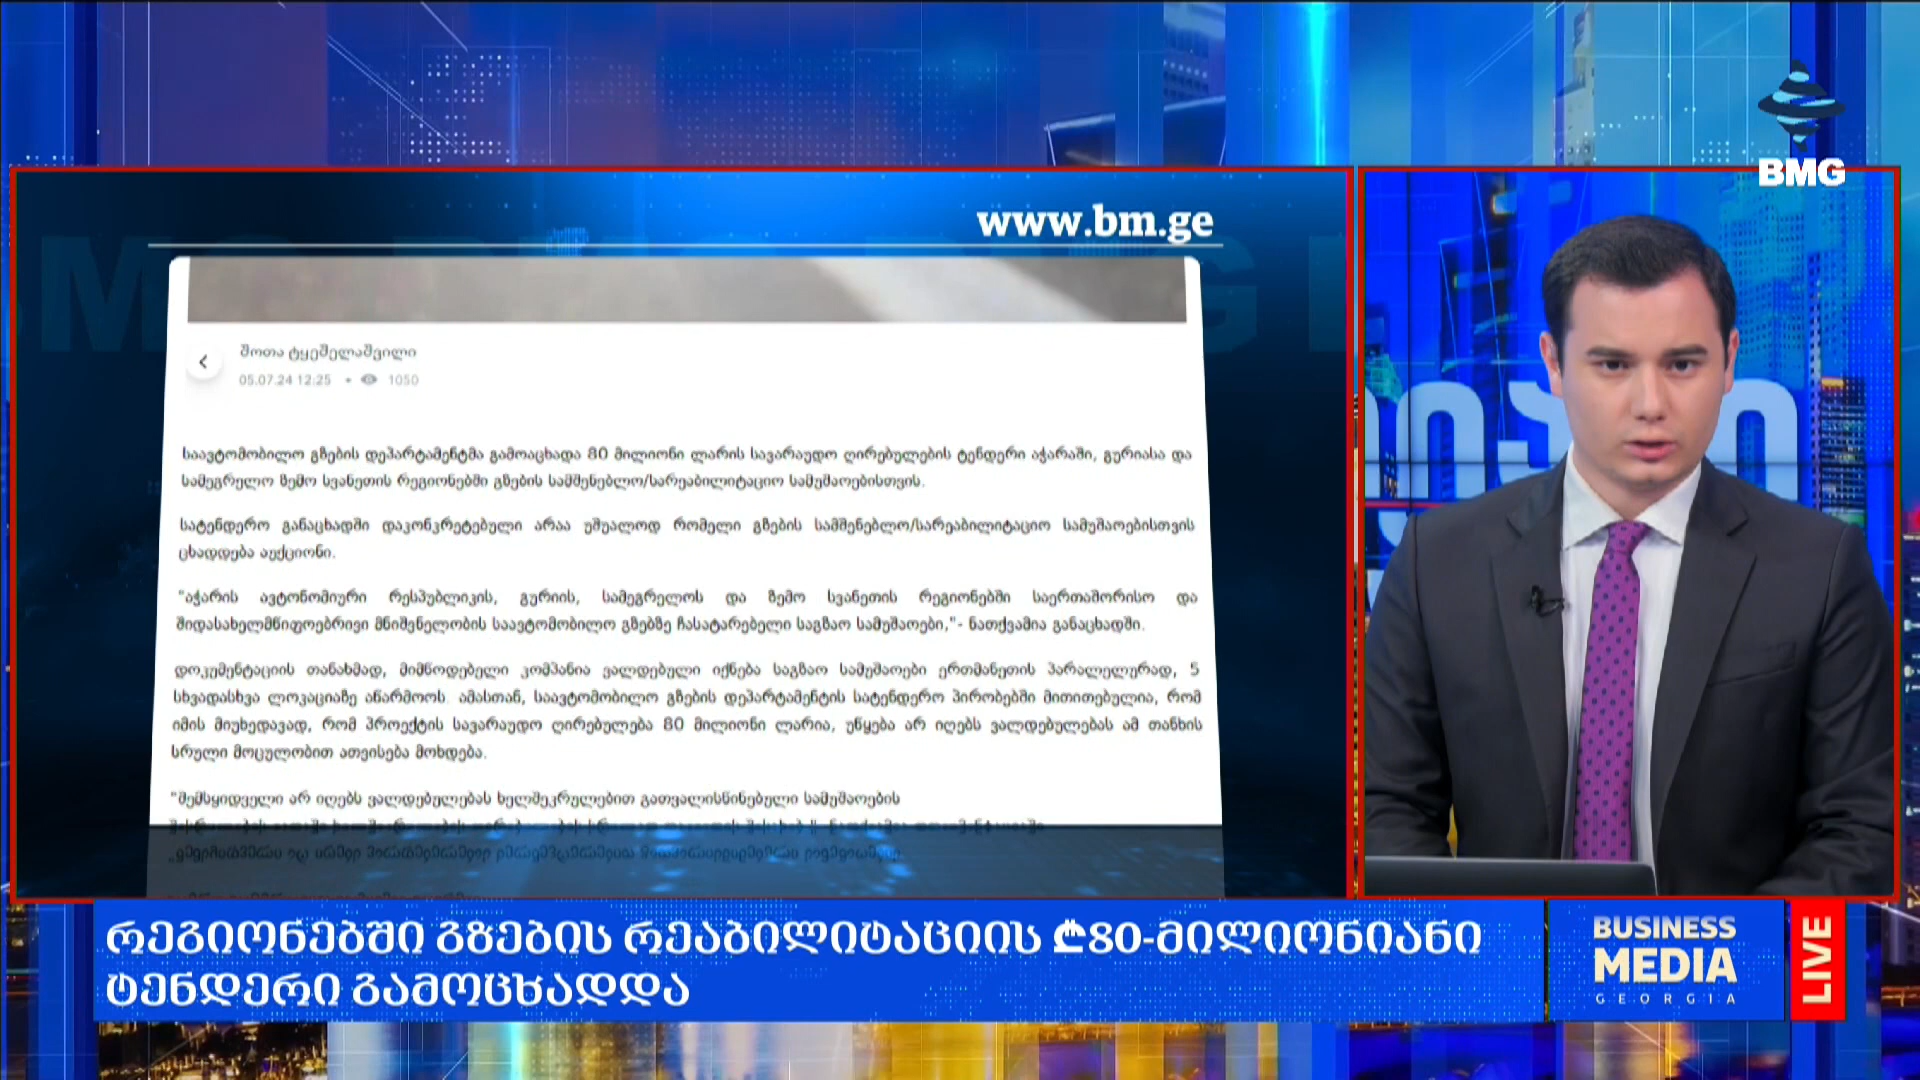 BMG
www.bm.ge
შოთა ტყეშელაშვილი
05.07.24 12:25 • 1050
საავტომობილო გზების დეპარტამენტმა გამოაცხადა 80 მილიონი ლარის სავარაუდო ღირებულების ტენდერი აჭარაში, გურიასა და
სამეგრელო ზემო სვანეთის რეგიონებში გზების სამშენებლო/სარეაბილიტაციო სამუშაოებისთვის.
სატენდერო განაცხადში დაკონკრეტებული არაა უშუალოდ რომელი გზების სამშენებლო/სარეაბილიტაციო სამუშაოებისთვის
ცხადდება აუქციონი.
"აჭარის ავტონომიური რესპუბლიკის, გურიის, სამეგრელოს და ზემო სვანეთის რეგიონებში საერთაშორისო და
შიდასახელმწიფოებრივი მნიშვნელობის საავტომობილო გზებზე ჩასატარებელი საგზაო სამუშაოები,"- ნათქვამია განაცხადში.
დოკუმენტაციის თანახმად, მიმწოდებელი კომპანია ვალდებული იქნება საგზაო სამუშაოები ერთმანეთის პარალელურად, 5
სხვადასხვა ლოკაციაზე აწარმოოს. ამასთან, საავტომობილო გზების დეპარტამენტის სატენდერო პირობებში მითითებულია, რომ
იმის მიუხედავად, რომ პროექტის სავარაუდო ღირებულება 80 მილიონი ლარია, უწყება არ იღებს ვალდებულებას ამ თანხის
სრული მოცულობით ათვისება მოხდება.
"შემსყიდველი არ იღებს ვალდებულებას ხელშეკრულებით გათვალისწინებული სამუშაოების
რეგიონებში გზების რეაბილიტაციის ₾80-მილიონიანი
ტენდერი გამოცხადდა
BUSINESS
MEDIA
GEORGIA
LIVE